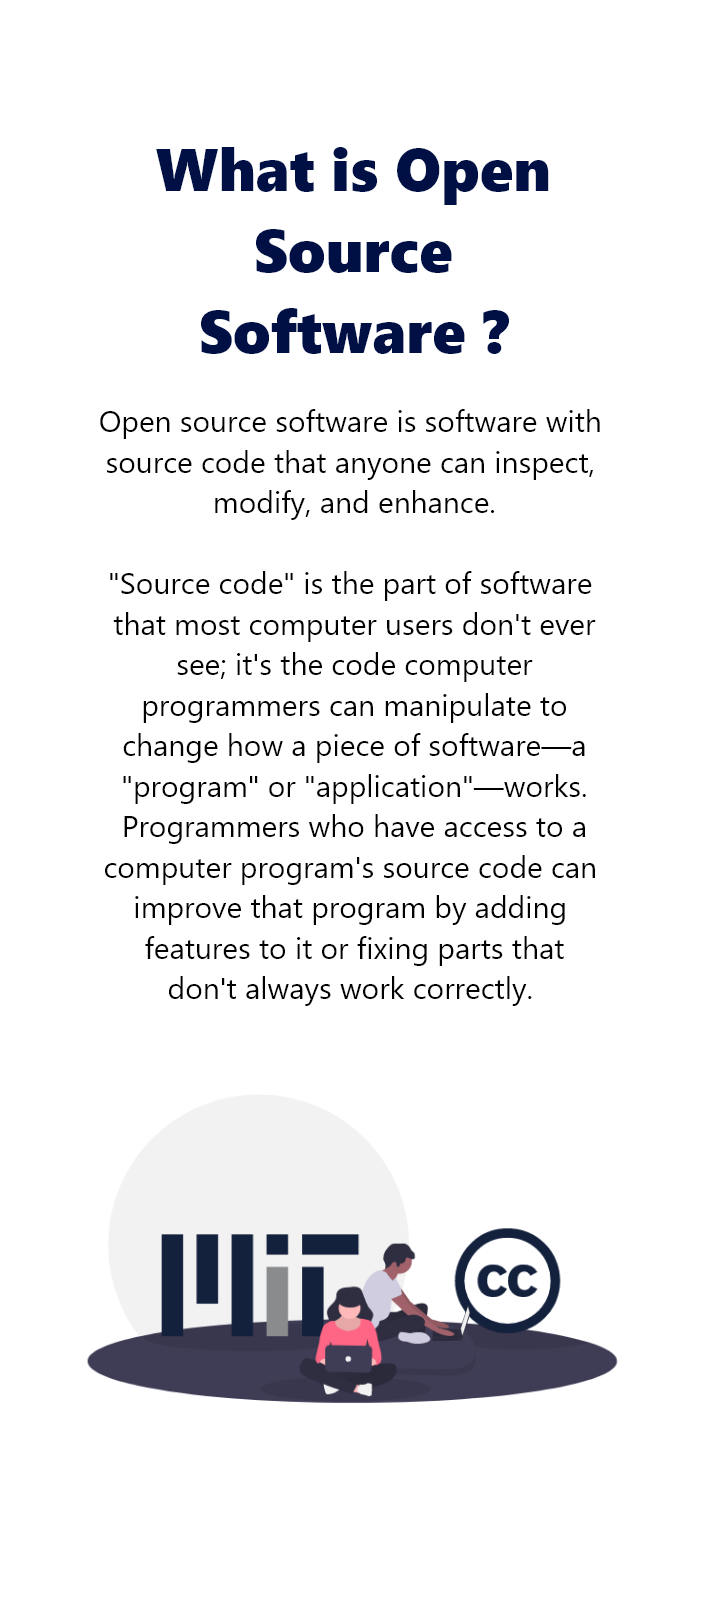 What is Open
Source
Software ?
Open source software is software with
source code that anyone can inspect,
modify, and enhance.
"Source code" is the part of software
that most computer users don't ever
see; it's the code computer
programmers can manipulate to
change how a piece of software—a
"program" or "application"—works.
Programmers who have access to a
computer program's source code can
improve that program by adding
features to it or fixing parts that
don't always work correctly.
MiT
CC